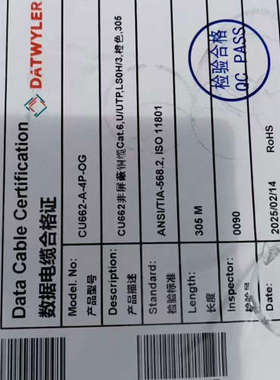 DÄTWYLER
Data Cable Certification
数据电缆合格证
Model. No: CU662-A-4P-OG
产品型号
CU662非屏蔽铜缆Cat.6,U/UTP,LS0H/3,橙色,305
产品描述
Standard: ANSI/TIA-568.2, ISO 11801
检验标准
Length: 305 M
长度
Inspector: 0090
检验员
Date: 2025/02/14
RoHS
检验合格
QC PASS